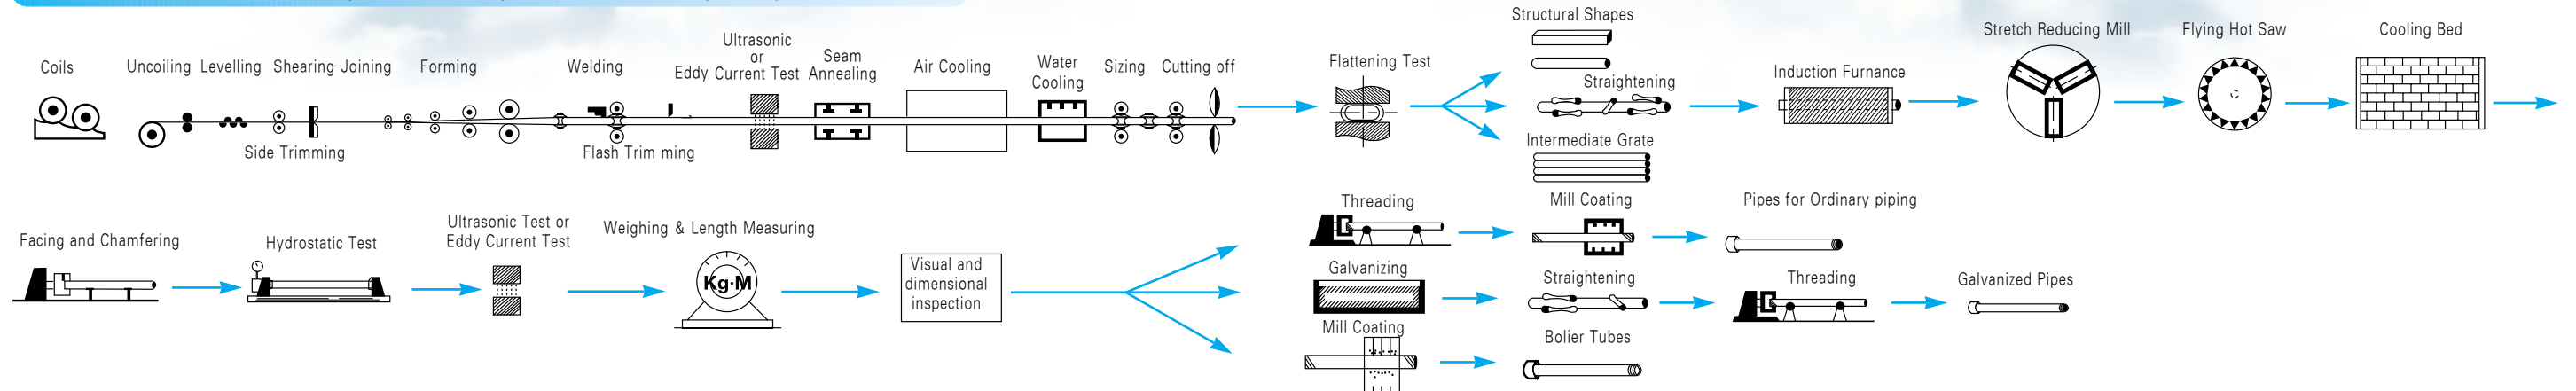 Coils
Uncoiling
Levelling
Shearing-Joining
Side Trimming
Forming
Welding
Flash Trim ming
Ultrasonic
or
Eddy Current Test
Seam
Annealing
Air Cooling
Water
Cooling
Sizing
Cutting off
Flattening Test
Structural Shapes
Straightening
Intermediate Grate
Induction Furnance
Stretch Reducing Mill
Flying Hot Saw
Cooling Bed
Facing and Chamfering
Hydrostatic Test
Ultrasonic Test or
Eddy Current Test
Weighing & Length Measuring
Kg·M
Visual and
dimensional
inspection
Threading
Mill Coating
Pipes for Ordinary piping
Galvanizing
Straightening
Threading
Galvanized Pipes
Mill Coating
Bolier Tubes